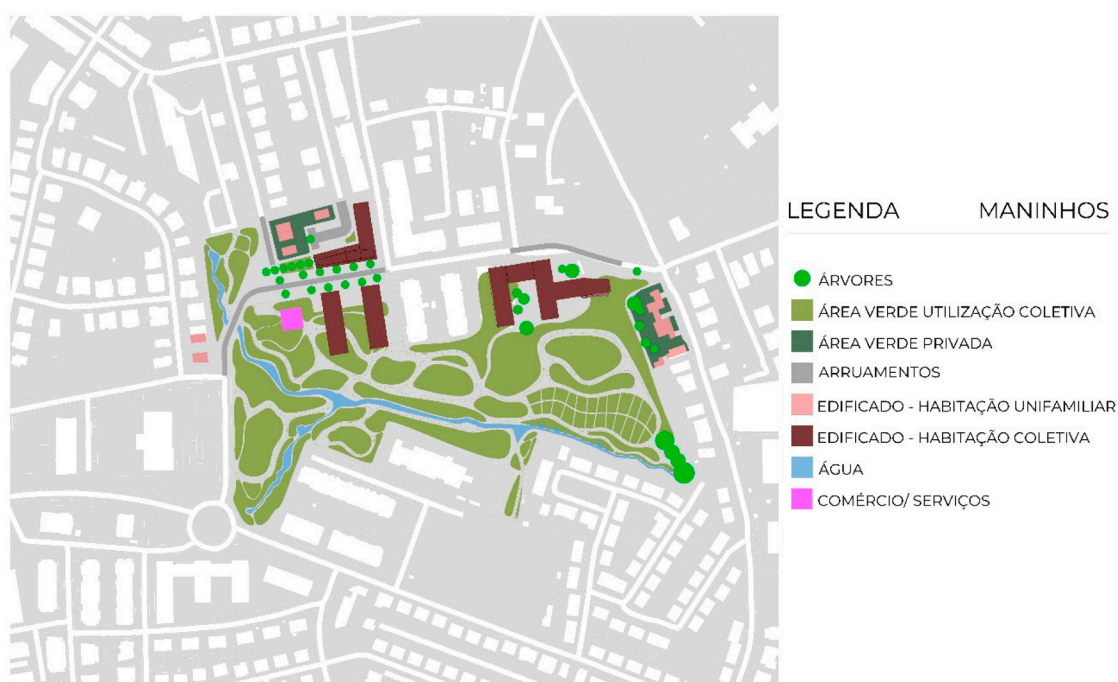 LEGENDA MANINHOS
ÁRVORES
ÁREA VERDE UTILIZAÇÃO COLETIVA
ÁREA VERDE PRIVADA
ARRUAMENTOS
EDIFICADO - HABITAÇÃO UNIFAMILIAR
EDIFICADO - HABITAÇÃO COLETIVA
ÁGUA
COMÉRCIO/ SERVIÇOS